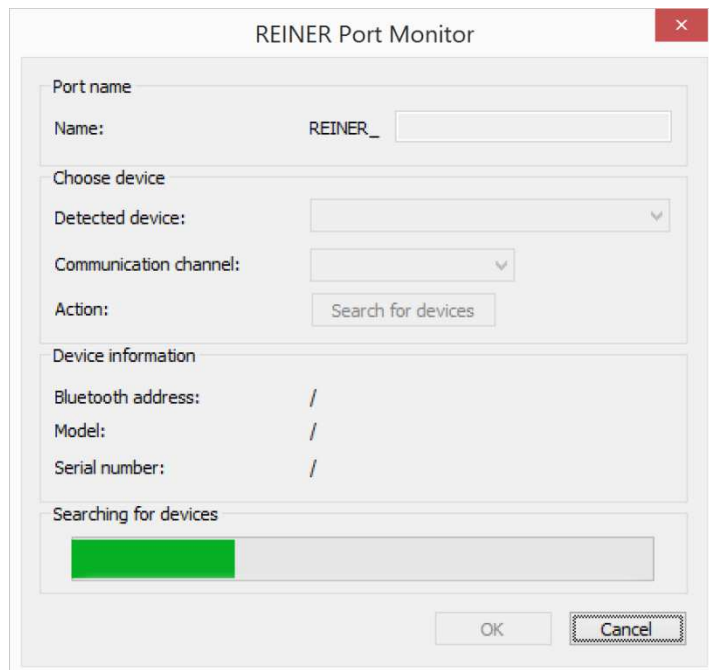 REINER Port Monitor
Port name
Name: REINER_
Choose device
Detected device:
Communication channel:
Action: Search for devices
Device information
Bluetooth address: /
Model: /
Serial number: /
Searching for devices
OK Cancel